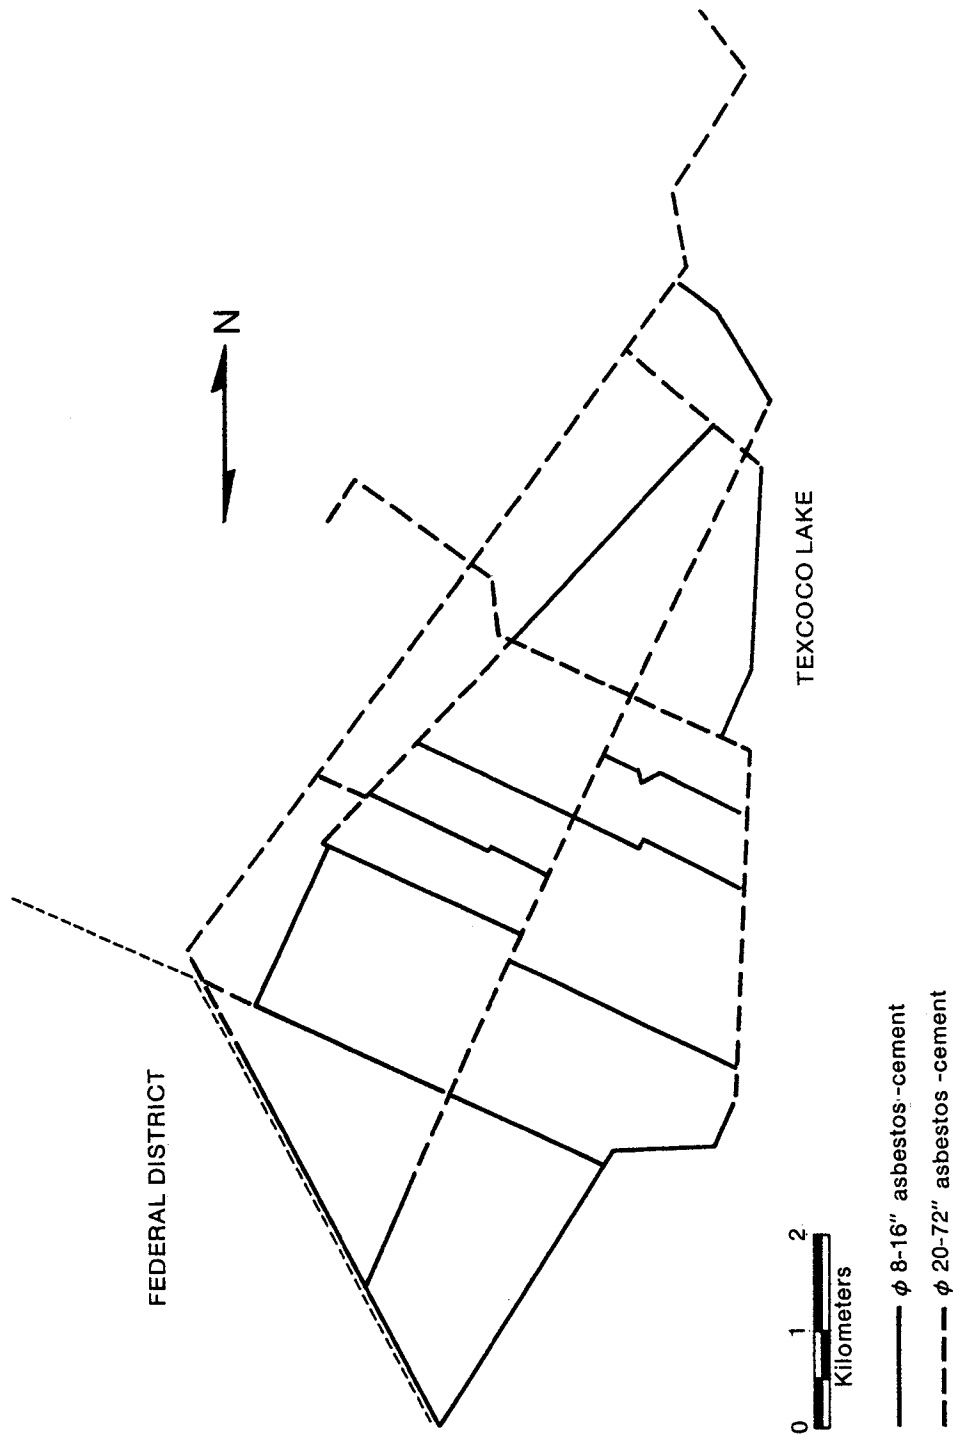 N
FEDERAL DISTRICT
TEXCOCO LAKE
0 1 2
Kilometers
ϕ 8-16" asbestos-cement
ϕ 20-72" asbestos-cement